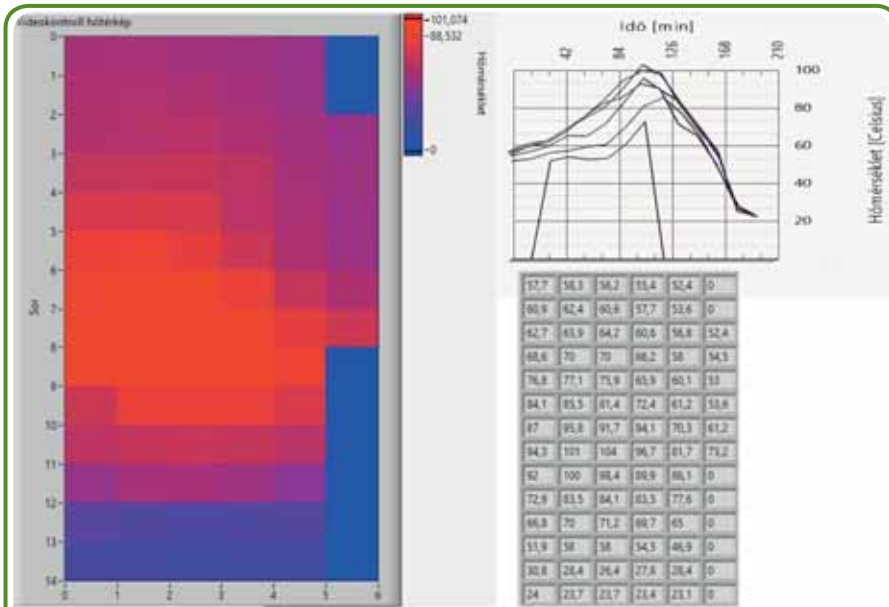 videokontroll hőtérkép
101,074
88,532
0
Hőmérséklet
0
1
2
3
4
5
6
7
8
9
10
11
12
13
14
Sor
0 1 2 3 4 5 6
Idő [min]
42 84 126 168 210
100
80
60
40
20
Hőmérséklet [Celsius]
57,7 58,3 56,2 55,4 52,4 0
60,9 62,4 60,6 57,7 53,6 0
62,7 63,9 64,2 60,6 56,8 52,4
68,6 70 70 66,2 58 54,5
76,8 77,1 75,9 65,9 60,1 53
84,1 85,5 81,4 72,4 61,2 53,6
87 95,8 91,7 84,1 70,3 61,2
94,3 101 104 96,7 81,7 73,2
92 100 98,4 89,9 86,1 0
72,9 83,5 84,1 83,5 77,6 0
66,8 70 71,2 69,7 65 0
51,9 58 58 54,5 46,9 0
30,8 28,4 26,4 27,8 28,4 0
24 23,7 23,7 23,4 23,1 0